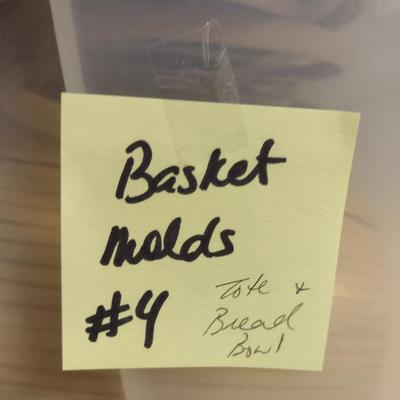 Basket
Molds
#4
Tote +
Bread
Bowl